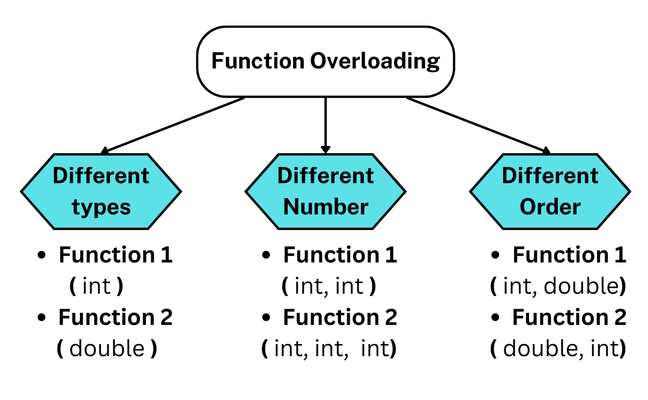 Function Overloading
Different
types
• Function 1
( int )
• Function 2
( double )
Different
Number
• Function 1
( int, int )
• Function 2
( int, int, int)
Different
Order
• Function 1
( int, double)
• Function 2
( double, int)